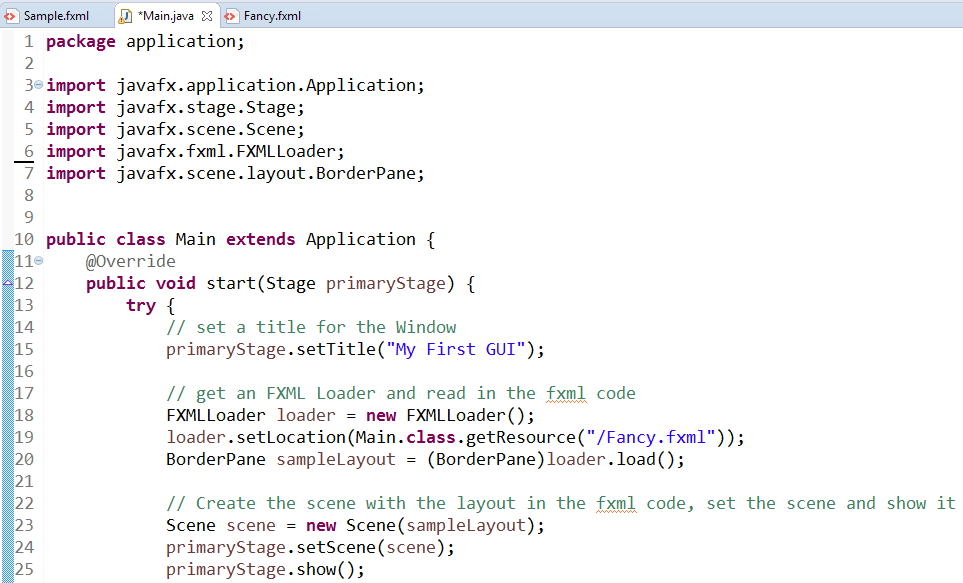 Sample.fxml *Main.java Fancy.fxml
1 package application;
2
3 import javafx.application.Application;
4 import javafx.stage.Stage;
5 import javafx.scene.Scene;
6 import javafx.fxml.FXMLLoader;
7 import javafx.scene.layout.BorderPane;
8
9
10 public class Main extends Application {
11     @Override
12     public void start(Stage primaryStage) {
13         try {
14             // set a title for the Window
15             primaryStage.setTitle("My First GUI");
16
17             // get an FXML Loader and read in the fxml code
18             FXMLLoader loader = new FXMLLoader();
19             loader.setLocation(Main.class.getResource("/Fancy.fxml"));
20             BorderPane sampleLayout = (BorderPane)loader.load();
21
22             // Create the scene with the layout in the fxml code, set the scene and show it
23             Scene scene = new Scene(sampleLayout);
24             primaryStage.setScene(scene);
25             primaryStage.show();